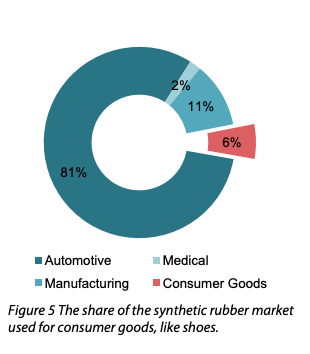 2%
11%
6%
81%
Automotive
Medical
Manufacturing
Consumer Goods
Figure 5 The share of the synthetic rubber market
used for consumer goods, like shoes.